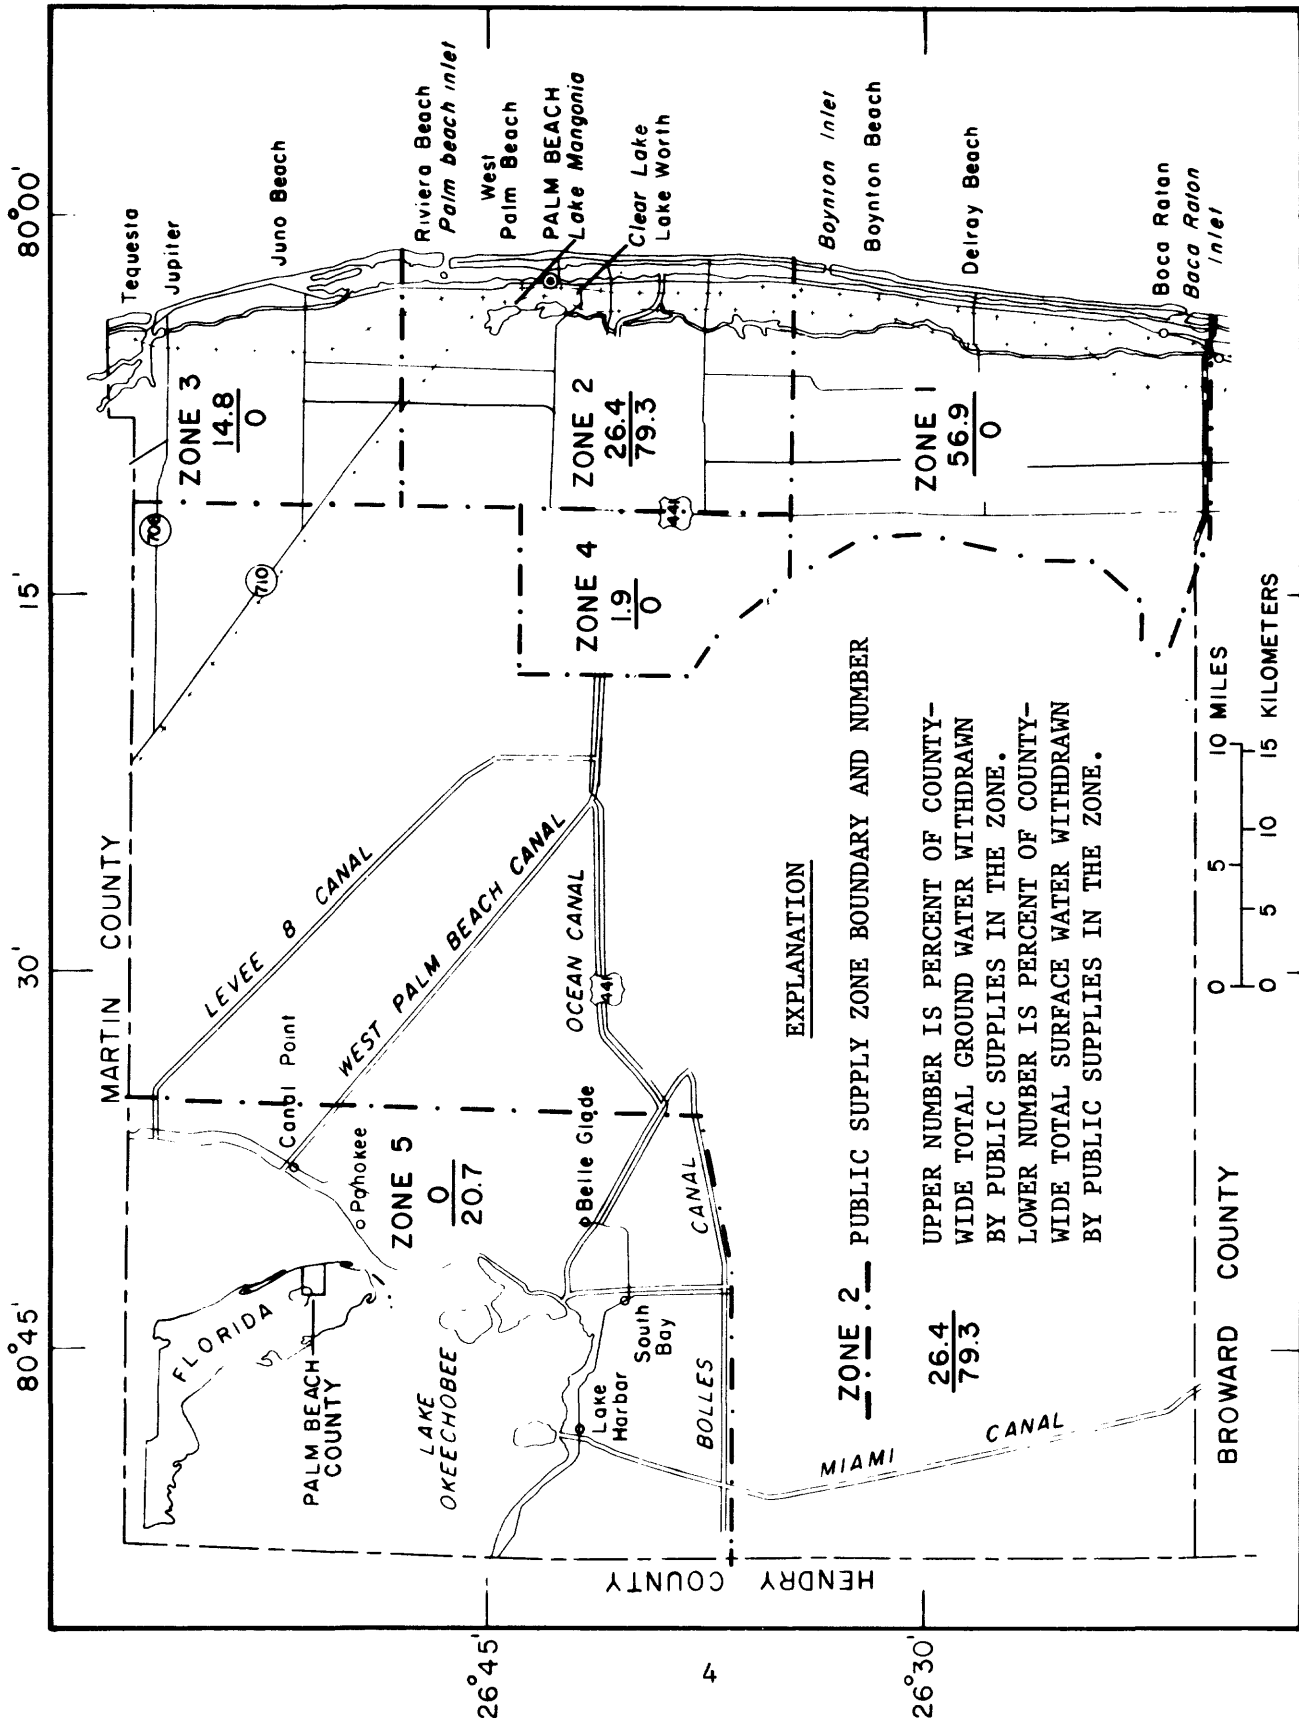 80°45'
30'
15'
80°00'
MARTIN COUNTY
FLORIDA
PALM BEACH
COUNTY
LAKE
OKEECHOBEE
Canal Point
Pahokee
ZONE 5
0
20.7
Belle Glade
Lake
Harbor
South
Bay
BOLLES
CANAL
MIAMI
CANAL
LEVEE 8 CANAL
WEST PALM BEACH CANAL
OCEAN CANAL
441
710
706
ZONE 3
14.8
0
ZONE 4
1.9
0
ZONE 2
26.4
79.3
441
ZONE 1
56.9
0
Tequesta
Jupiter
Juno Beach
Riviera Beach
Palm beach inlet
West
Palm Beach
PALM BEACH
Lake Mangonia
Clear Lake
Lake Worth
Boynton Inlet
Boynton Beach
Delray Beach
Boca Ratan
Baca Raton
Inlet
26°45'
26°30'
HENDRY
COUNTY
BROWARD COUNTY
EXPLANATION
ZONE 2 PUBLIC SUPPLY ZONE BOUNDARY AND NUMBER
26.4
79.3
UPPER NUMBER IS PERCENT OF COUNTY-
WIDE TOTAL GROUND WATER WITHDRAWN
BY PUBLIC SUPPLIES IN THE ZONE.
LOWER NUMBER IS PERCENT OF COUNTY-
WIDE TOTAL SURFACE WATER WITHDRAWN
BY PUBLIC SUPPLIES IN THE ZONE.
0 5 10 MILES
0 5 10 15 KILOMETERS
4